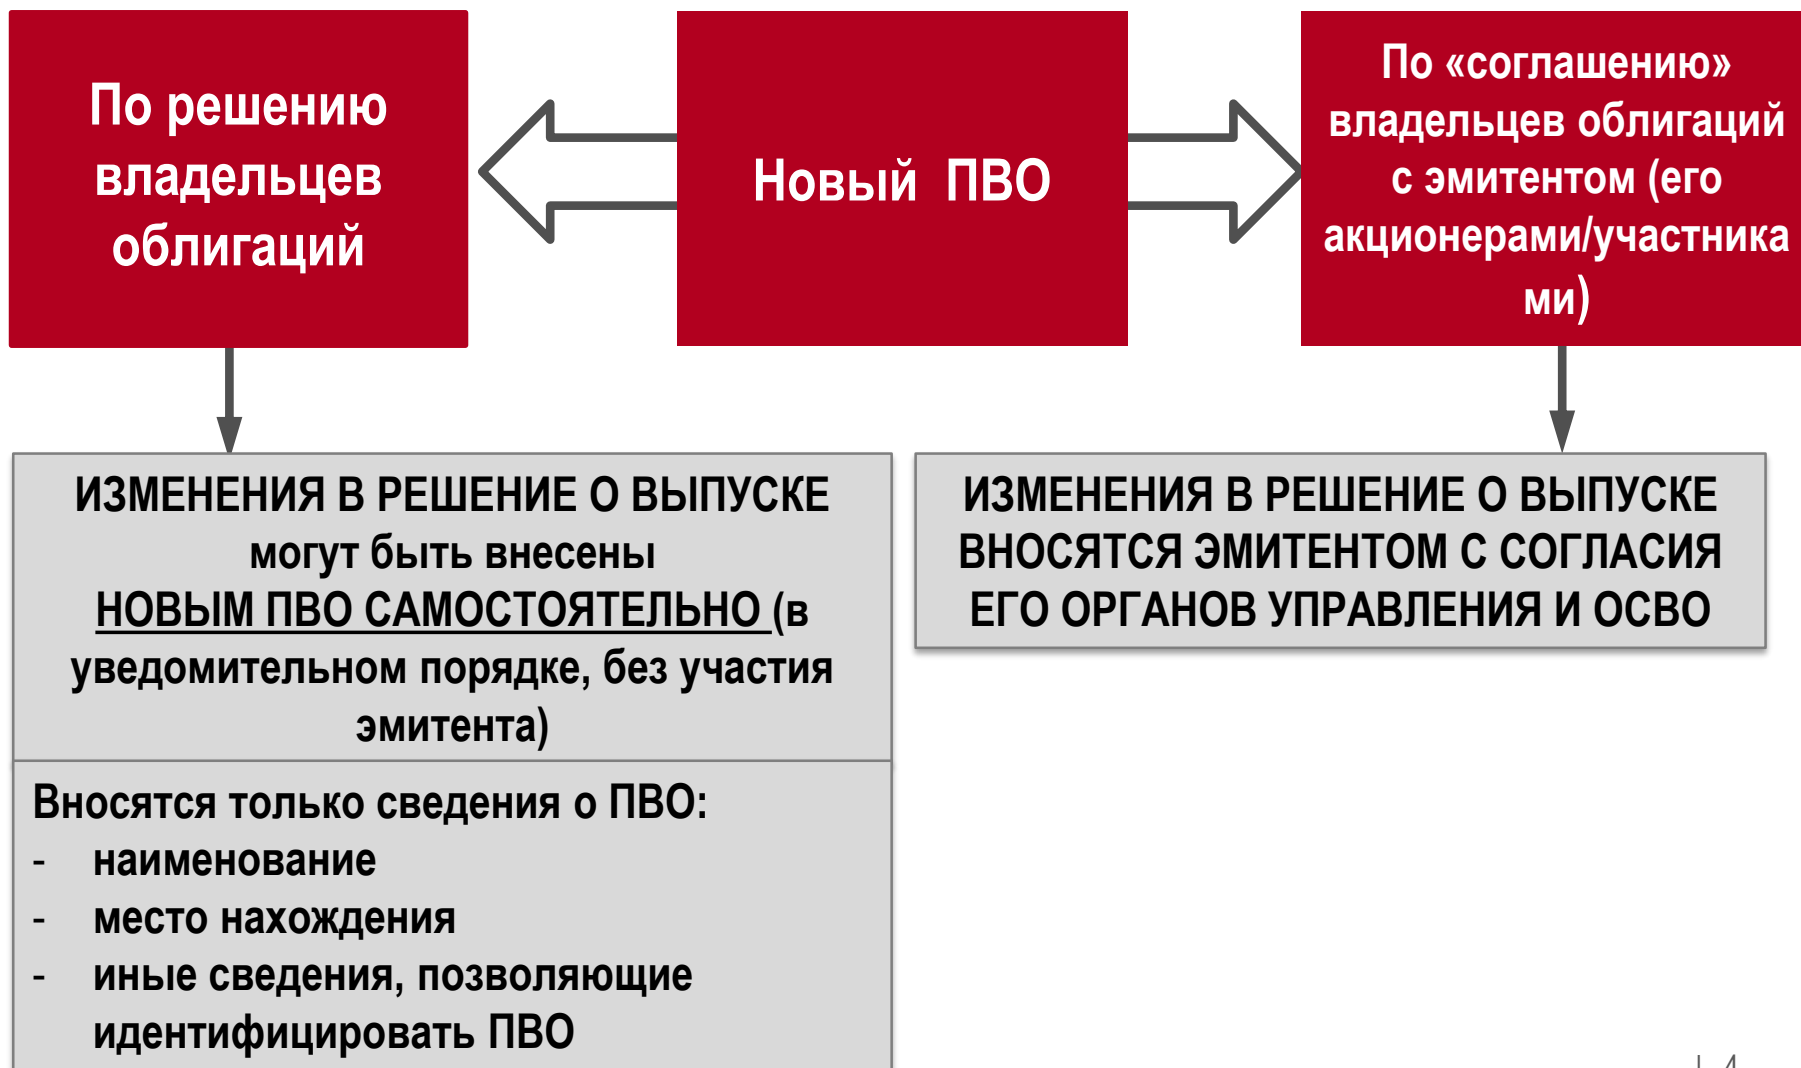 По решению
владельцев
облигаций
Новый ПВО
По «соглашению»
владельцев облигаций
с эмитентом (его
акционерами/участника
ми)
ИЗМЕНЕНИЯ В РЕШЕНИЕ О ВЫПУСКЕ
могут быть внесены
НОВЫМ ПВО САМОСТОЯТЕЛЬНО (в
уведомительном порядке, без участия
эмитента)
Вносятся только сведения о ПВО:
- наименование
- место нахождения
- иные сведения, позволяющие
идентифицировать ПВО
ИЗМЕНЕНИЯ В РЕШЕНИЕ О ВЫПУСКЕ
ВНОСЯТСЯ ЭМИТЕНТОМ С СОГЛАСИЯ
ЕГО ОРГАНОВ УПРАВЛЕНИЯ И ОСВО
| 4